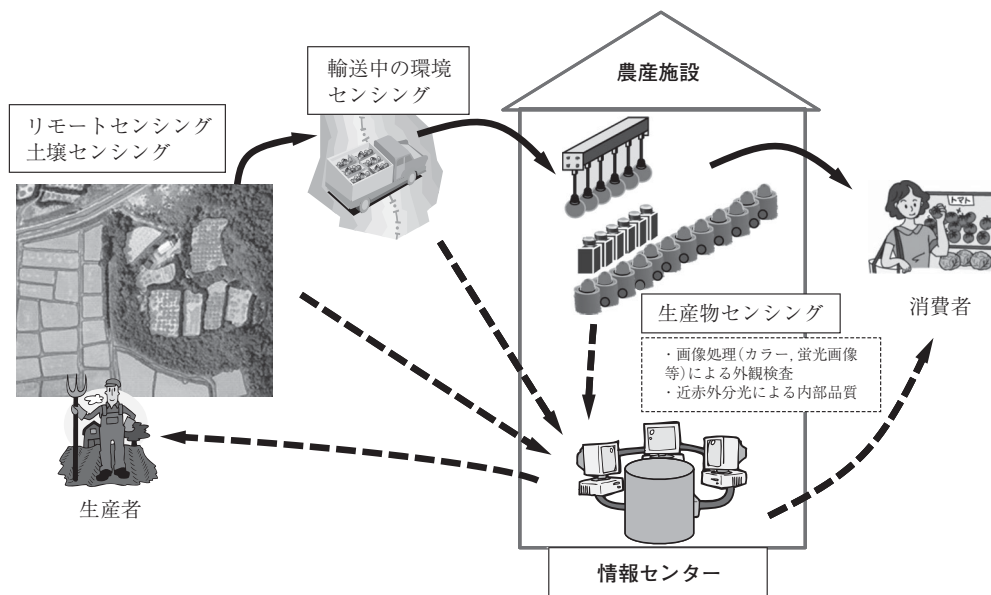 農産施設
輸送中の環境
センシング
リモートセンシング
土壌センシング
トマト
消費者
生産物センシング
・画像処理(カラー,蛍光画像
等)による外観検査
・近赤外分光による内部品質
生産者
情報センター